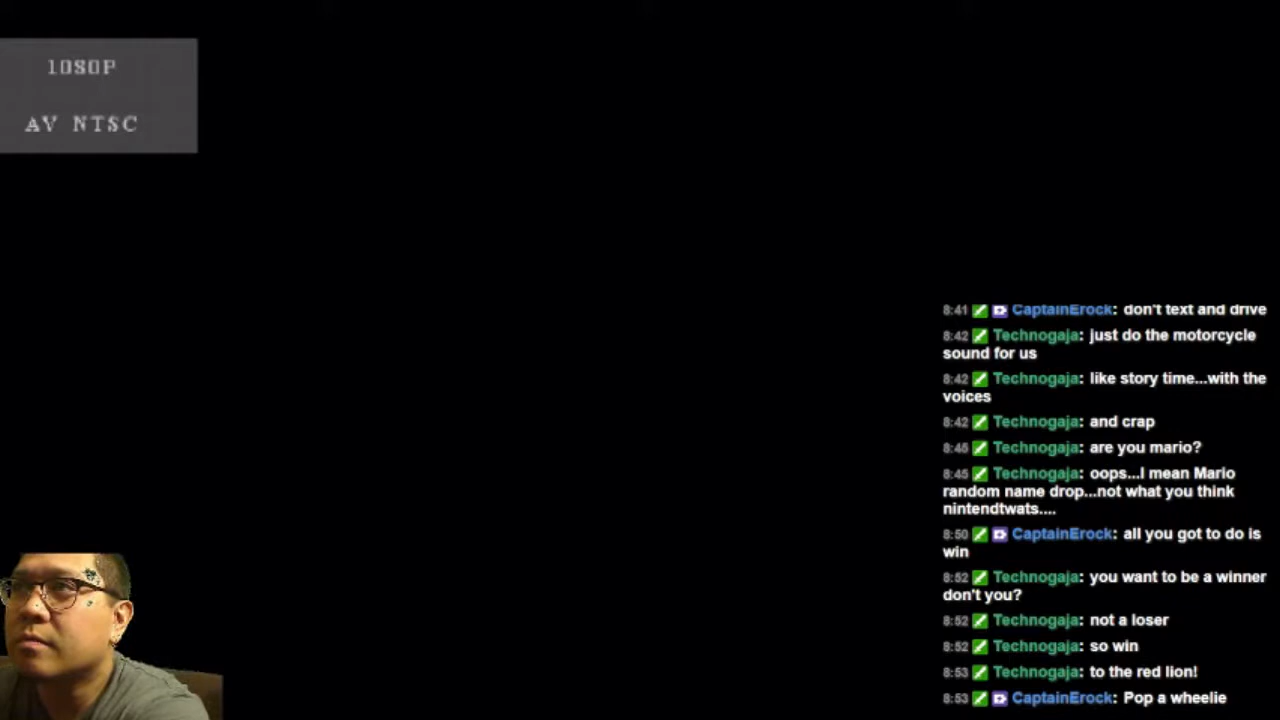 1080P
AV NTSC
8:41 CaptainErock: don't text and drive
8:42 Technogaja: just do the motorcycle
sound for us
8:42 Technogaja: like story time...with the
voices
8:42 Technogaja: and crap
8:45 Technogaja: are you mario?
8:45 Technogaja: oops...I mean Mario
random name drop...not what you think
nintendtwats....
8:50 CaptainErock: all you got to do is
win
8:52 Technogaja: you want to be a winner
don't you?
8:52 Technogaja: not a loser
8:52 Technogaja: so win
8:53 Technogaja: to the red lion!
8:53 CaptainErock: Pop a wheelie